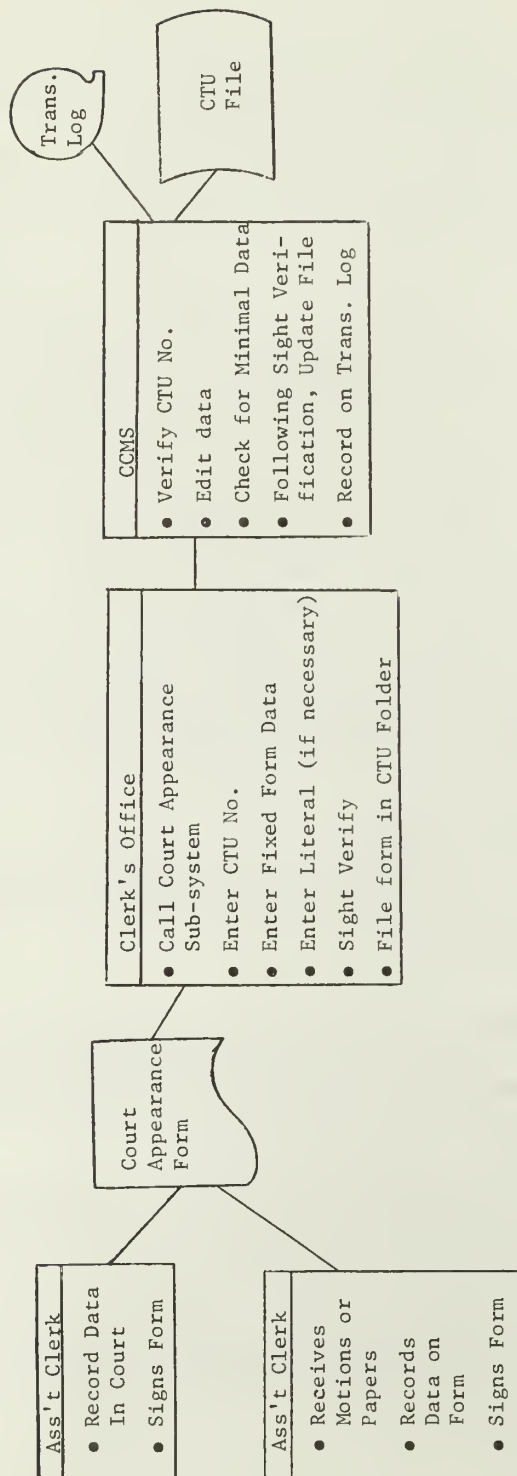 Ass't Clerk
• Record Data
In Court
• Signs Form
Ass't Clerk
• Receives
Motions or
Papers
• Records
Data on
Form
• Signs Form
Court
Appearance
Form
Clerk's Office
• Call Court Appearance
Sub-system
• Enter CTU No.
• Enter Fixed Form Data
• Enter Literal (if necessary)
• Sight Verify
• File form in CTU Folder
CCMS
• Verify CTU No.
• Edit data
• Check for Minimal Data
• Following Sight Veri-
fication, Update File
• Record on Trans. Log
Trans.
Log
CTU
File